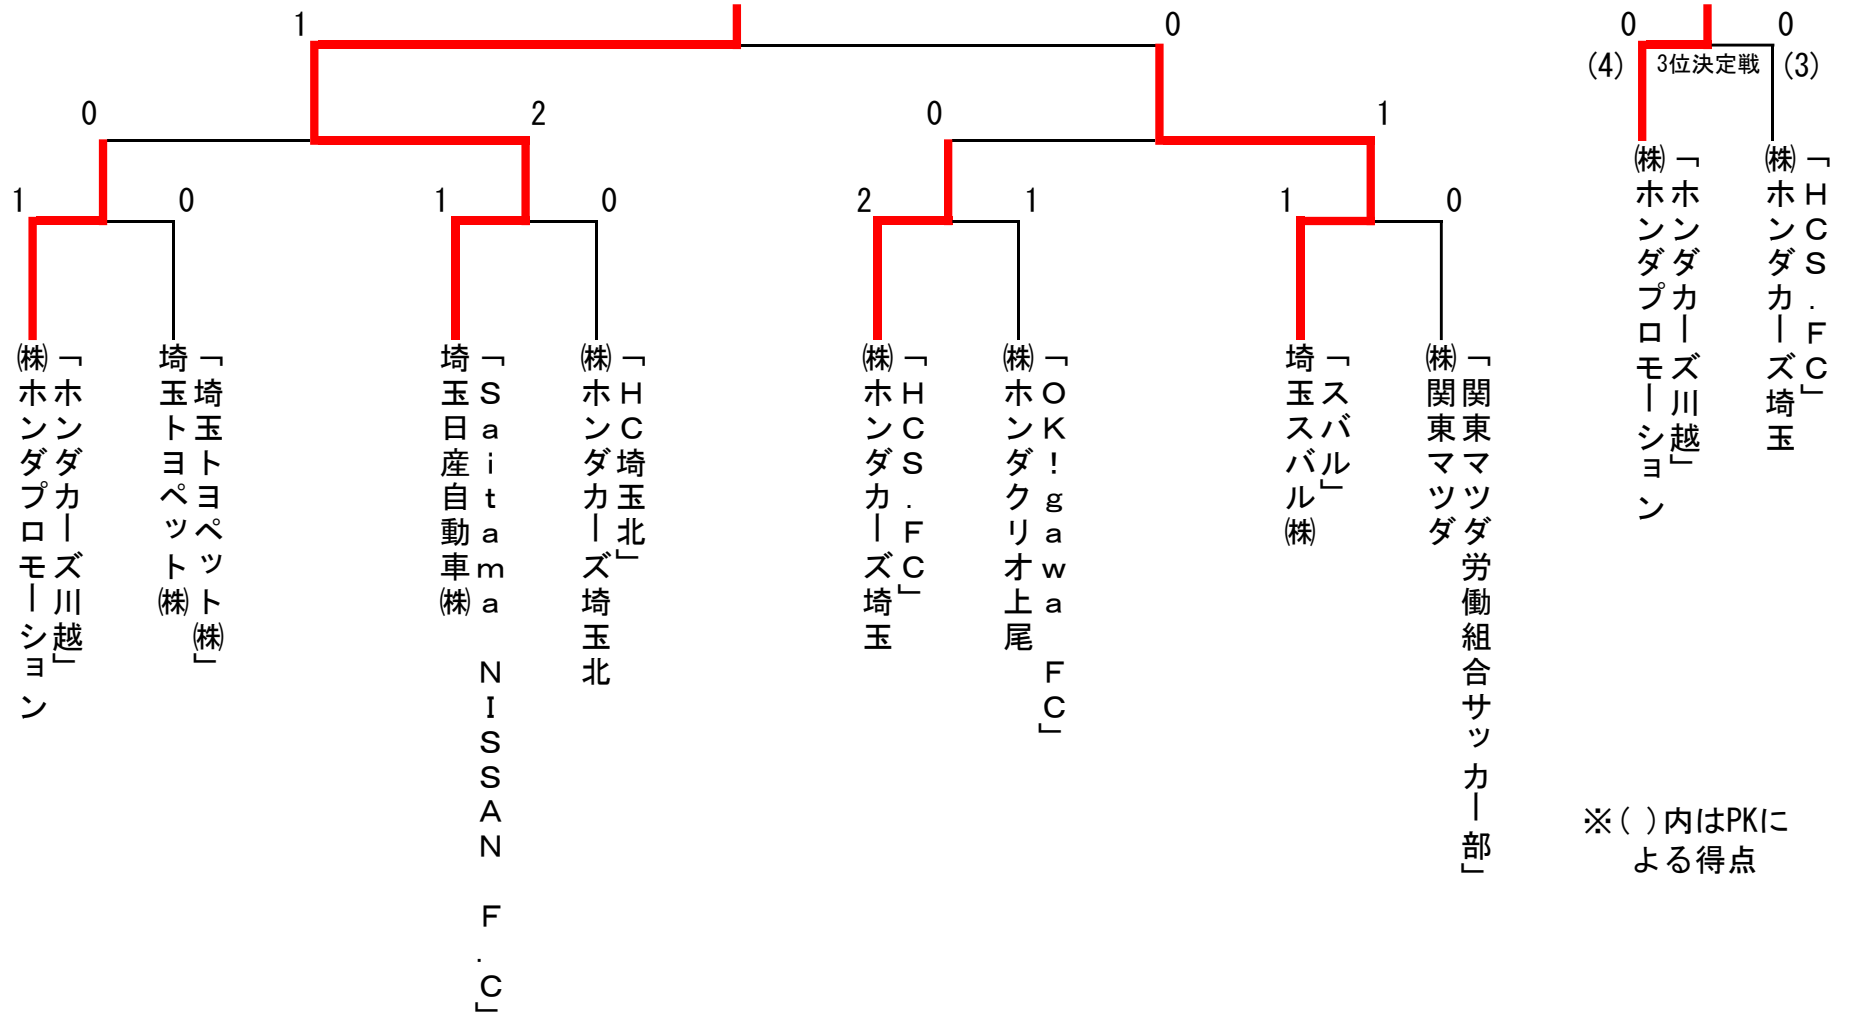 1
0
0
0
(4)
3位決定戦
(3)
0
2
0
1
1
0
1
0
2
1
1
0
「ホンダカーズ川越」
㈱ホンダプロモーション
「HCS.FC」
㈱ホンダカーズ埼玉
「ホンダカーズ川越」
㈱ホンダプロモーション
「埼玉トヨペット㈱」
埼玉トヨペット㈱
「Saitama NISSAN F.C」
埼玉日産自動車㈱
「HC埼玉北」
㈱ホンダカーズ埼玉北
「HCS.FC」
㈱ホンダカーズ埼玉
「OK!gawa FC」
㈱ホンダクリオ上尾
「スバル」
埼玉スバル㈱
「関東マツダ労働組合サッカー部」
㈱関東マツダ
※( )内はPKに
よる得点